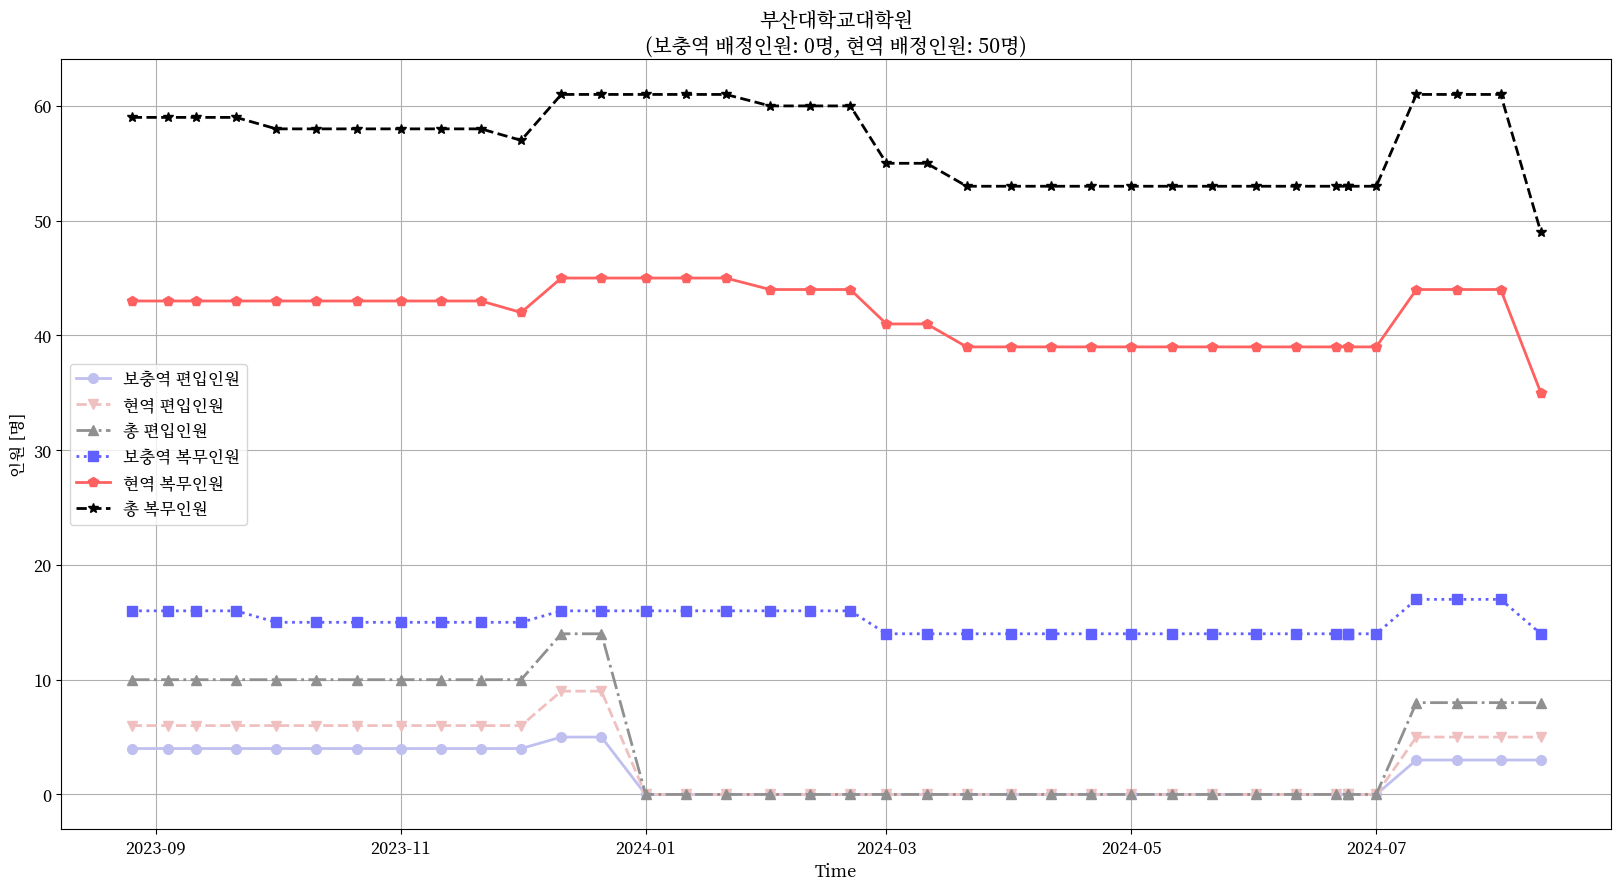 부산대학교대학원
(보충역 배정인원: 0명, 현역 배정인원: 50명)
60
50
40
30
20
10
0
인원 [명]
보충역 편입인원
현역 편입인원
총 편입인원
보충역 복무인원
현역 복무인원
총 복무인원
2023-09 2023-11 2024-01 2024-03 2024-05 2024-07
Time